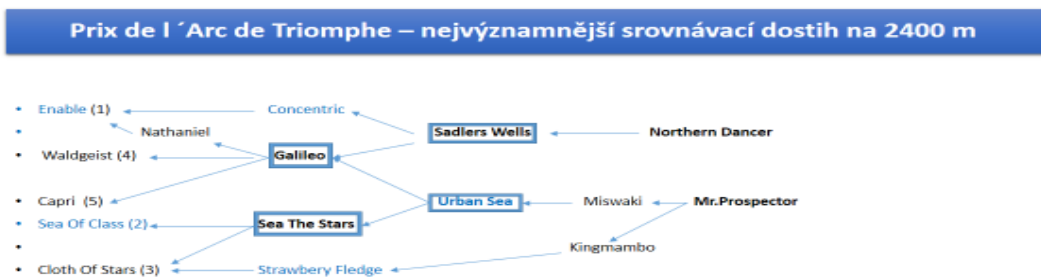 Prix de l ´Arc de Triomphe – nejvýznamnější srovnávací dostih na 2400 m
• Enable (1) Concentric
• Nathaniel Sadlers Wells Northern Dancer
• Waldgeist (4) Galileo
• Capri (5) Urban Sea Miswaki Mr.Prospector
• Sea Of Class (2) Sea The Stars
• Kingmambo
• Cloth Of Stars (3) Strawbery Fledge